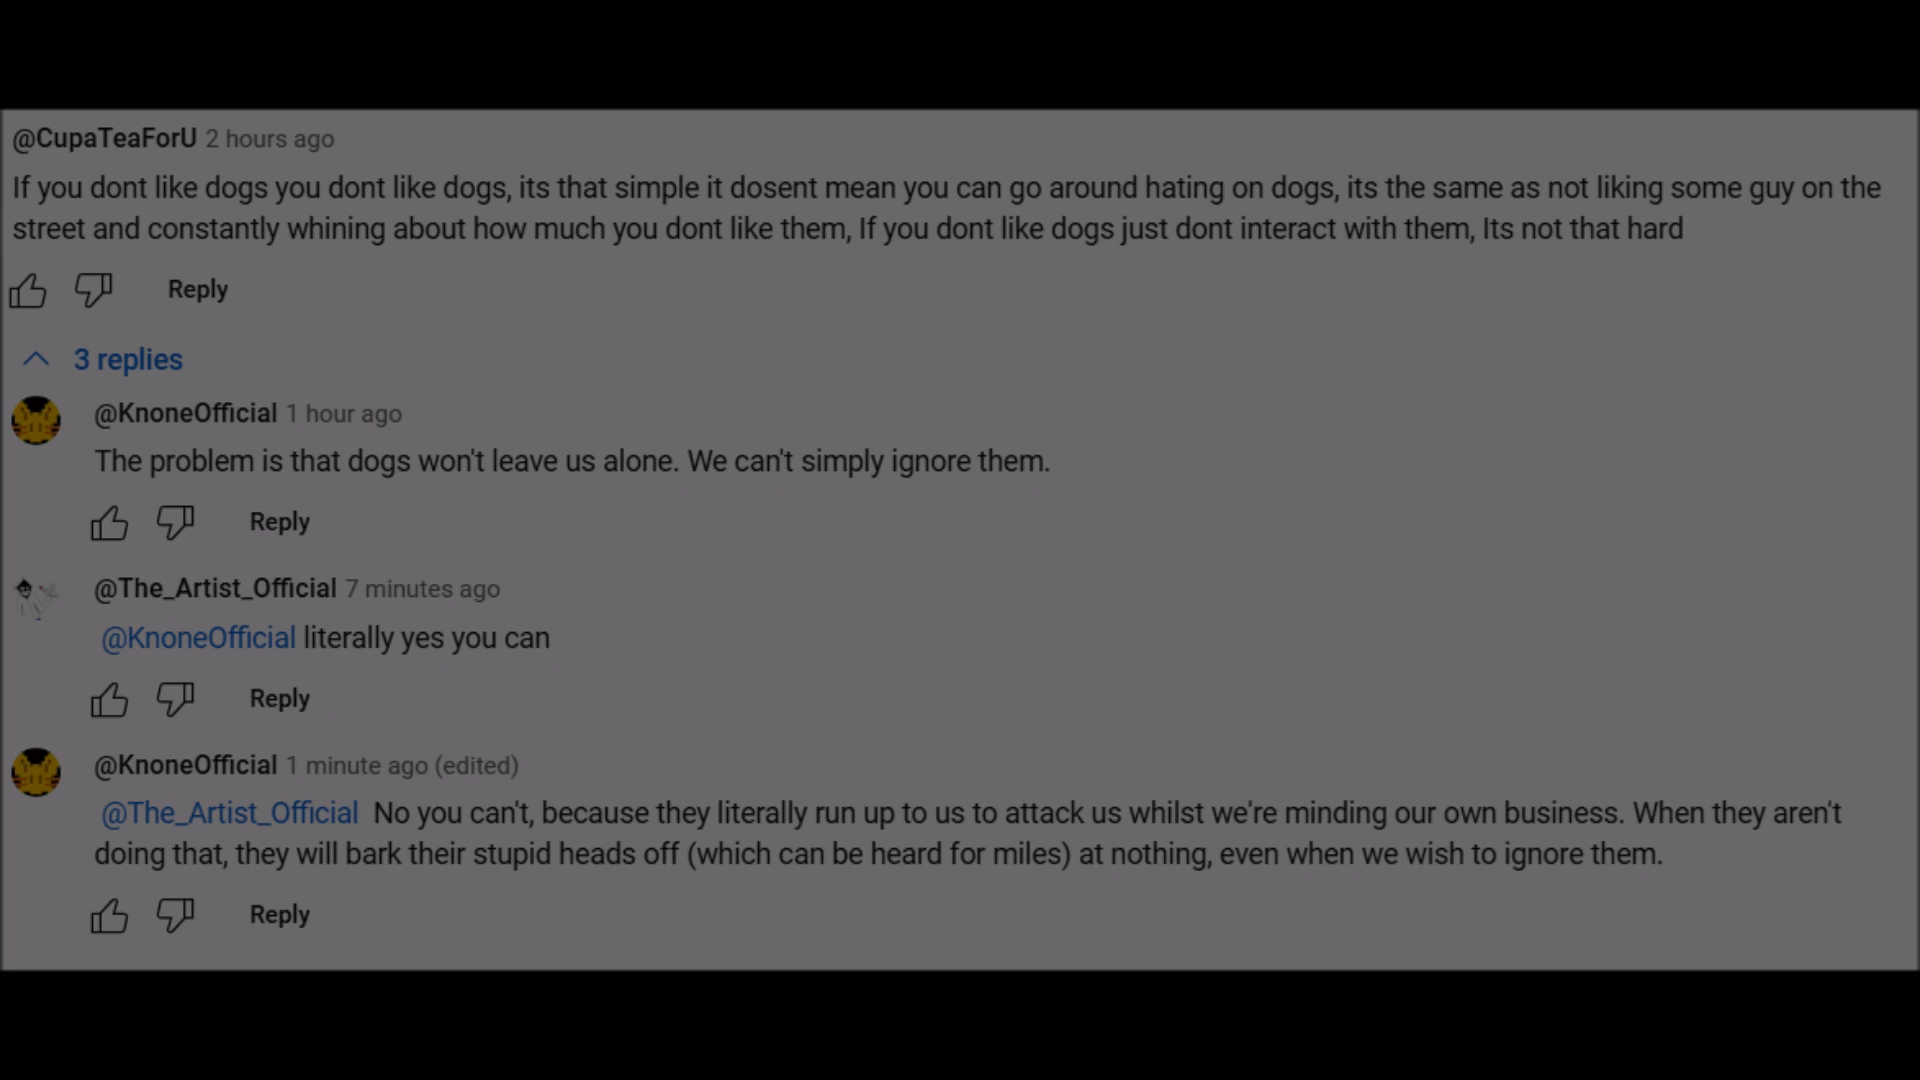 @CupaTeaForU 2 hours ago
If you dont like dogs you dont like dogs, its that simple it dosent mean you can go around hating on dogs, its the same as not liking some guy on the
street and constantly whining about how much you dont like them, If you dont like dogs just dont interact with them, Its not that hard
Reply
3 replies
@KnoneOfficial 1 hour ago
The problem is that dogs won't leave us alone. We can't simply ignore them.
Reply
@The_Artist_Official 7 minutes ago
@KnoneOfficial literally yes you can
Reply
@KnoneOfficial 1 minute ago (edited)
@The_Artist_Official No you can't, because they literally run up to us to attack us whilst we're minding our own business. When they aren't
doing that, they will bark their stupid heads off (which can be heard for miles) at nothing, even when we wish to ignore them.
Reply